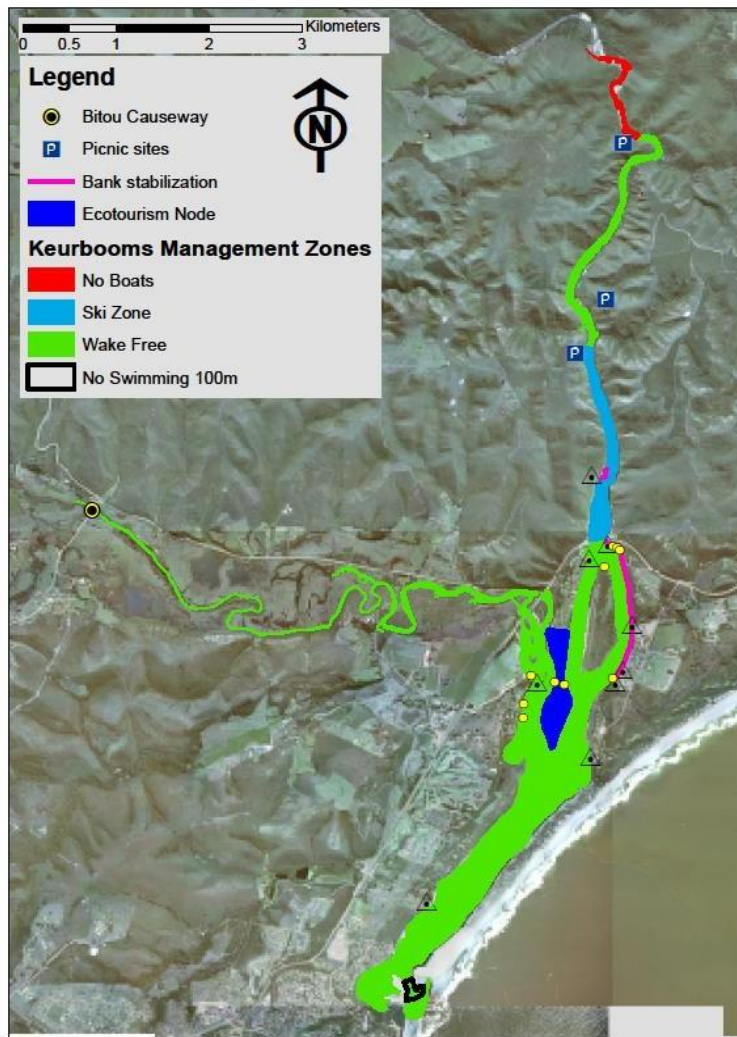 Kilometers
0 0.5 1 2 3
Legend
N
Bitou Causeway
P Picnic sites
Bank stabilization
Ecotourism Node
Keurbooms Management Zones
No Boats
Ski Zone
Wake Free
No Swimming 100m
P
P
P